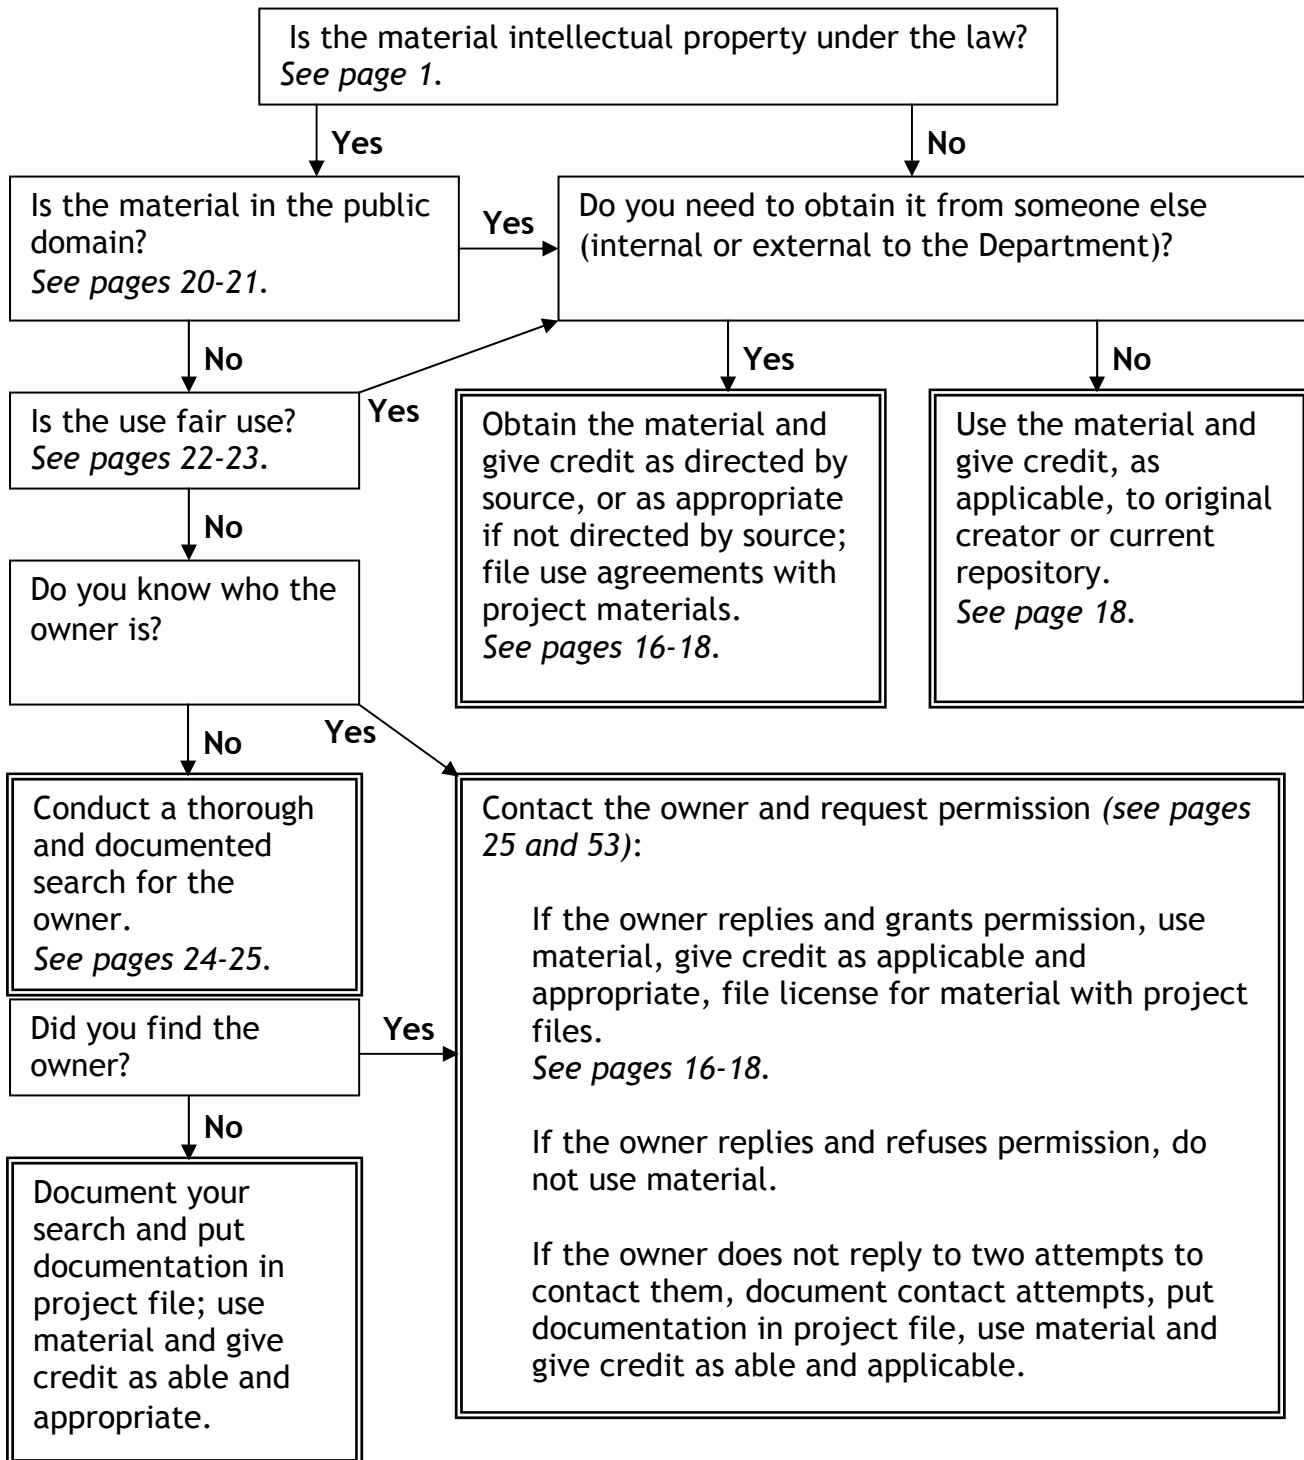 Is the material intellectual property under the law?
See page 1.
Yes
No
Is the material in the public
domain?
See pages 20-21.
Yes
Do you need to obtain it from someone else
(internal or external to the Department)?
No
Yes
No
Is the use fair use?
See pages 22-23.
Yes
Obtain the material and
give credit as directed by
source, or as appropriate
if not directed by source;
file use agreements with
project materials.
See pages 16-18.
Use the material and
give credit, as
applicable, to original
creator or current
repository.
See page 18.
No
Do you know who the
owner is?
No
Yes
Conduct a thorough
and documented
search for the
owner.
See pages 24-25.
Did you find the
owner?
Yes
No
Document your
search and put
documentation in
project file; use
material and give
credit as able and
appropriate.
Contact the owner and request permission (see pages
25 and 53):
If the owner replies and grants permission, use
material, give credit as applicable and
appropriate, file license for material with project
files.
See pages 16-18.
If the owner replies and refuses permission, do
not use material.
If the owner does not reply to two attempts to
contact them, document contact attempts, put
documentation in project file, use material and
give credit as able and applicable.